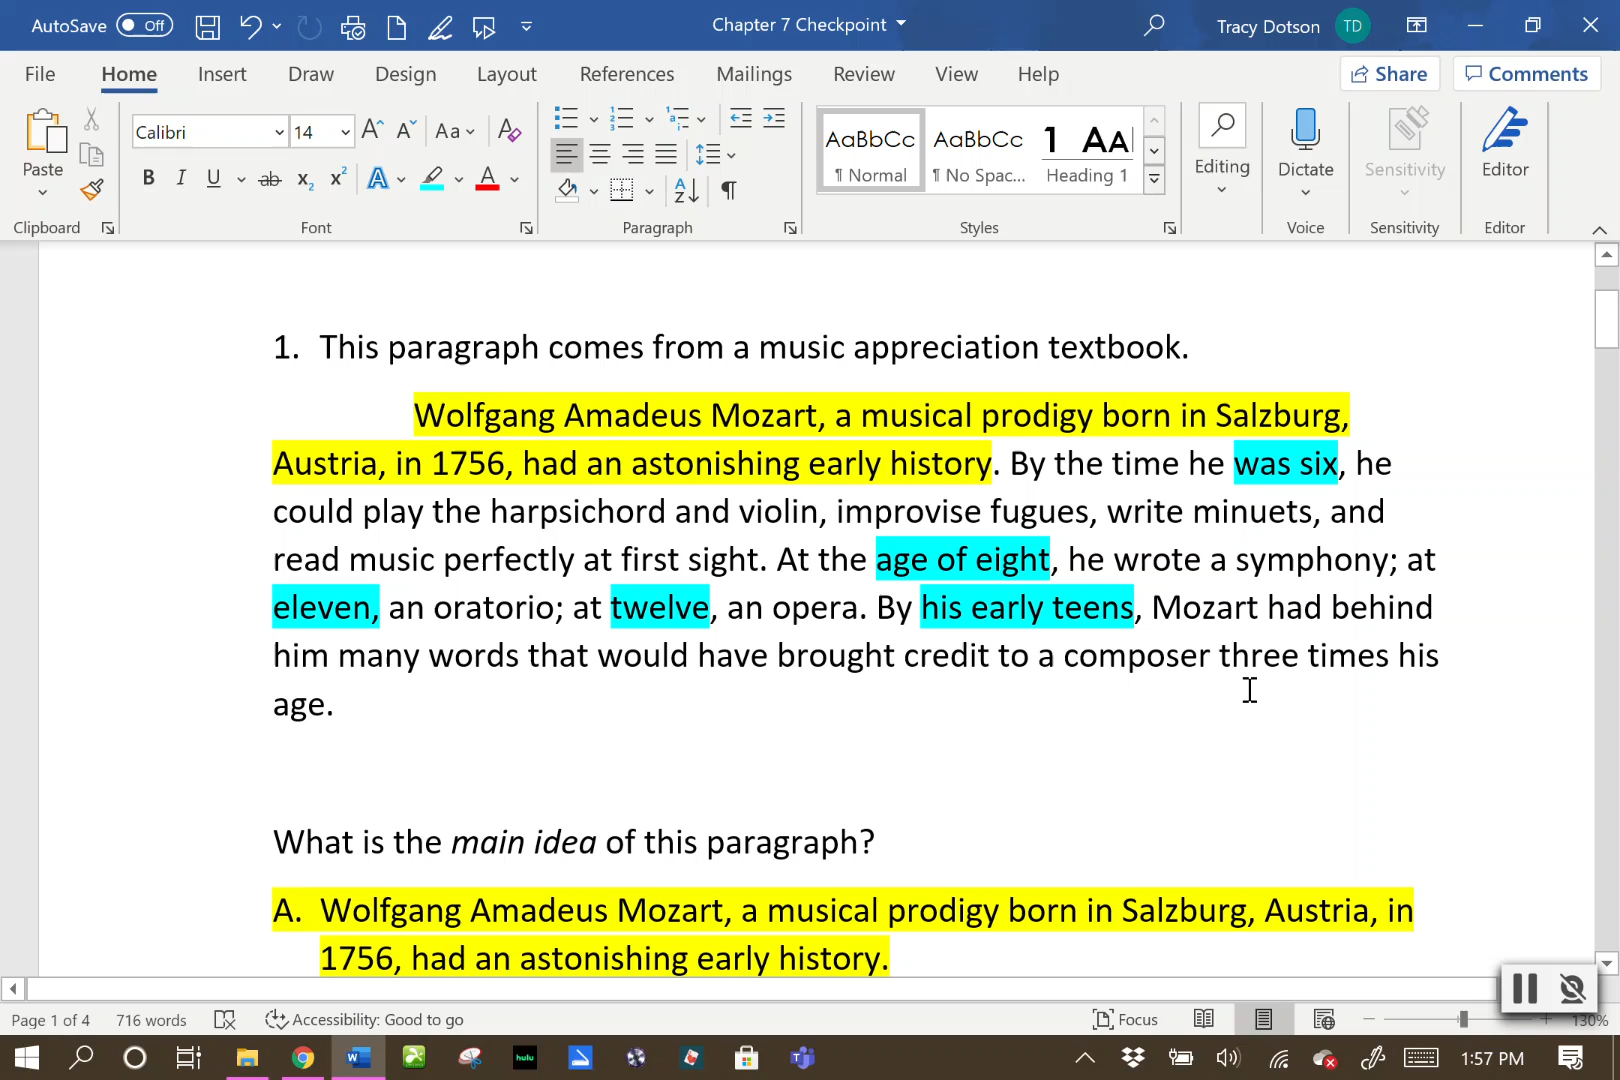 AutoSave Off Chapter 7 Checkpoint Tracy Dotson TD
File Home Insert Draw Design Layout References Mailings Review View Help Share Comments
Calibri 14 Aa
Paste
B I U ab x2 x2 A A
AaBbCc AaBbCc 1 AA
¶ Normal ¶ No Spac... Heading 1
Editing Dictate Sensitivity Editor
Clipboard Font Paragraph Styles Voice Sensitivity Editor
1. This paragraph comes from a music appreciation textbook.
Wolfgang Amadeus Mozart, a musical prodigy born in Salzburg,
Austria, in 1756, had an astonishing early history. By the time he was six, he
could play the harpsichord and violin, improvise fugues, write minuets, and
read music perfectly at first sight. At the age of eight, he wrote a symphony; at
eleven, an oratorio; at twelve, an opera. By his early teens, Mozart had behind
him many words that would have brought credit to a composer three times his
age.
What is the main idea of this paragraph?
A. Wolfgang Amadeus Mozart, a musical prodigy born in Salzburg, Austria, in
1756, had an astonishing early history.
Page 1 of 4 716 words Accessibility: Good to go Focus 130%
hulu 1:57 PM